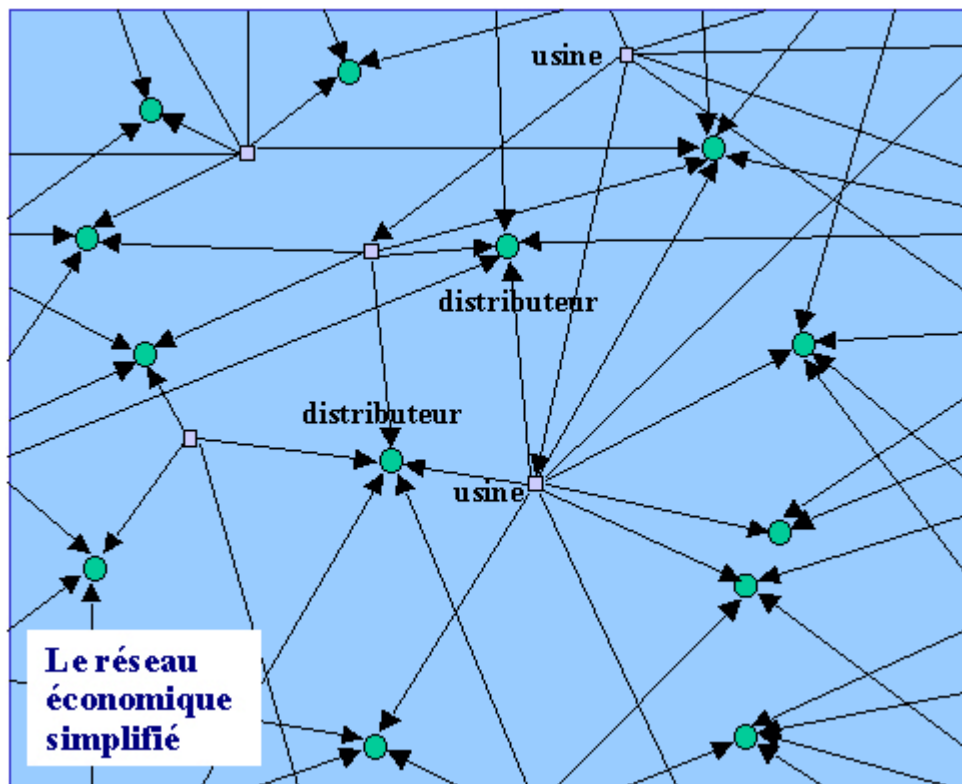 usine
distributeur
distributeur
usine
Le réseau
économique
simplifié